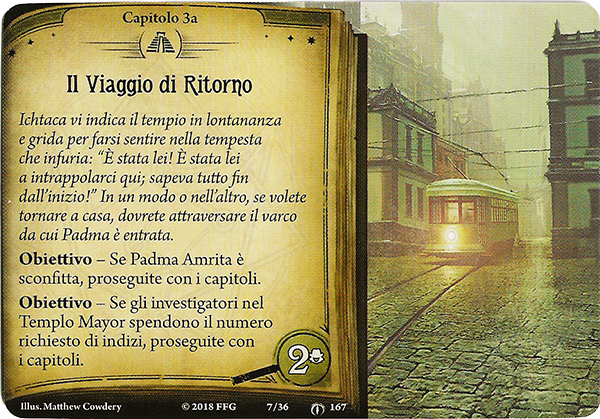 Capitolo 3a
Il Viaggio di Ritorno
Ichtaca vi indica il tempio in lontananza
e grida per farsi sentire nella tempesta
che infuria: “È stata lei! È stata lei
a intrappolarci qui; sapeva tutto fin
dall’inizio!” In un modo o nell’altro, se volete
tornare a casa, dovrete attraversare il varco
da cui Padma è entrata.
Obiettivo – Se Padma Amrita è
sconfitta, proseguite con i capitoli.
Obiettivo – Se gli investigatori nel
Templo Mayor spendono il numero
richiesto di indizi, proseguite con
i capitoli.
2
Illus. Matthew Cowdery © 2018 FFG 7/36 167